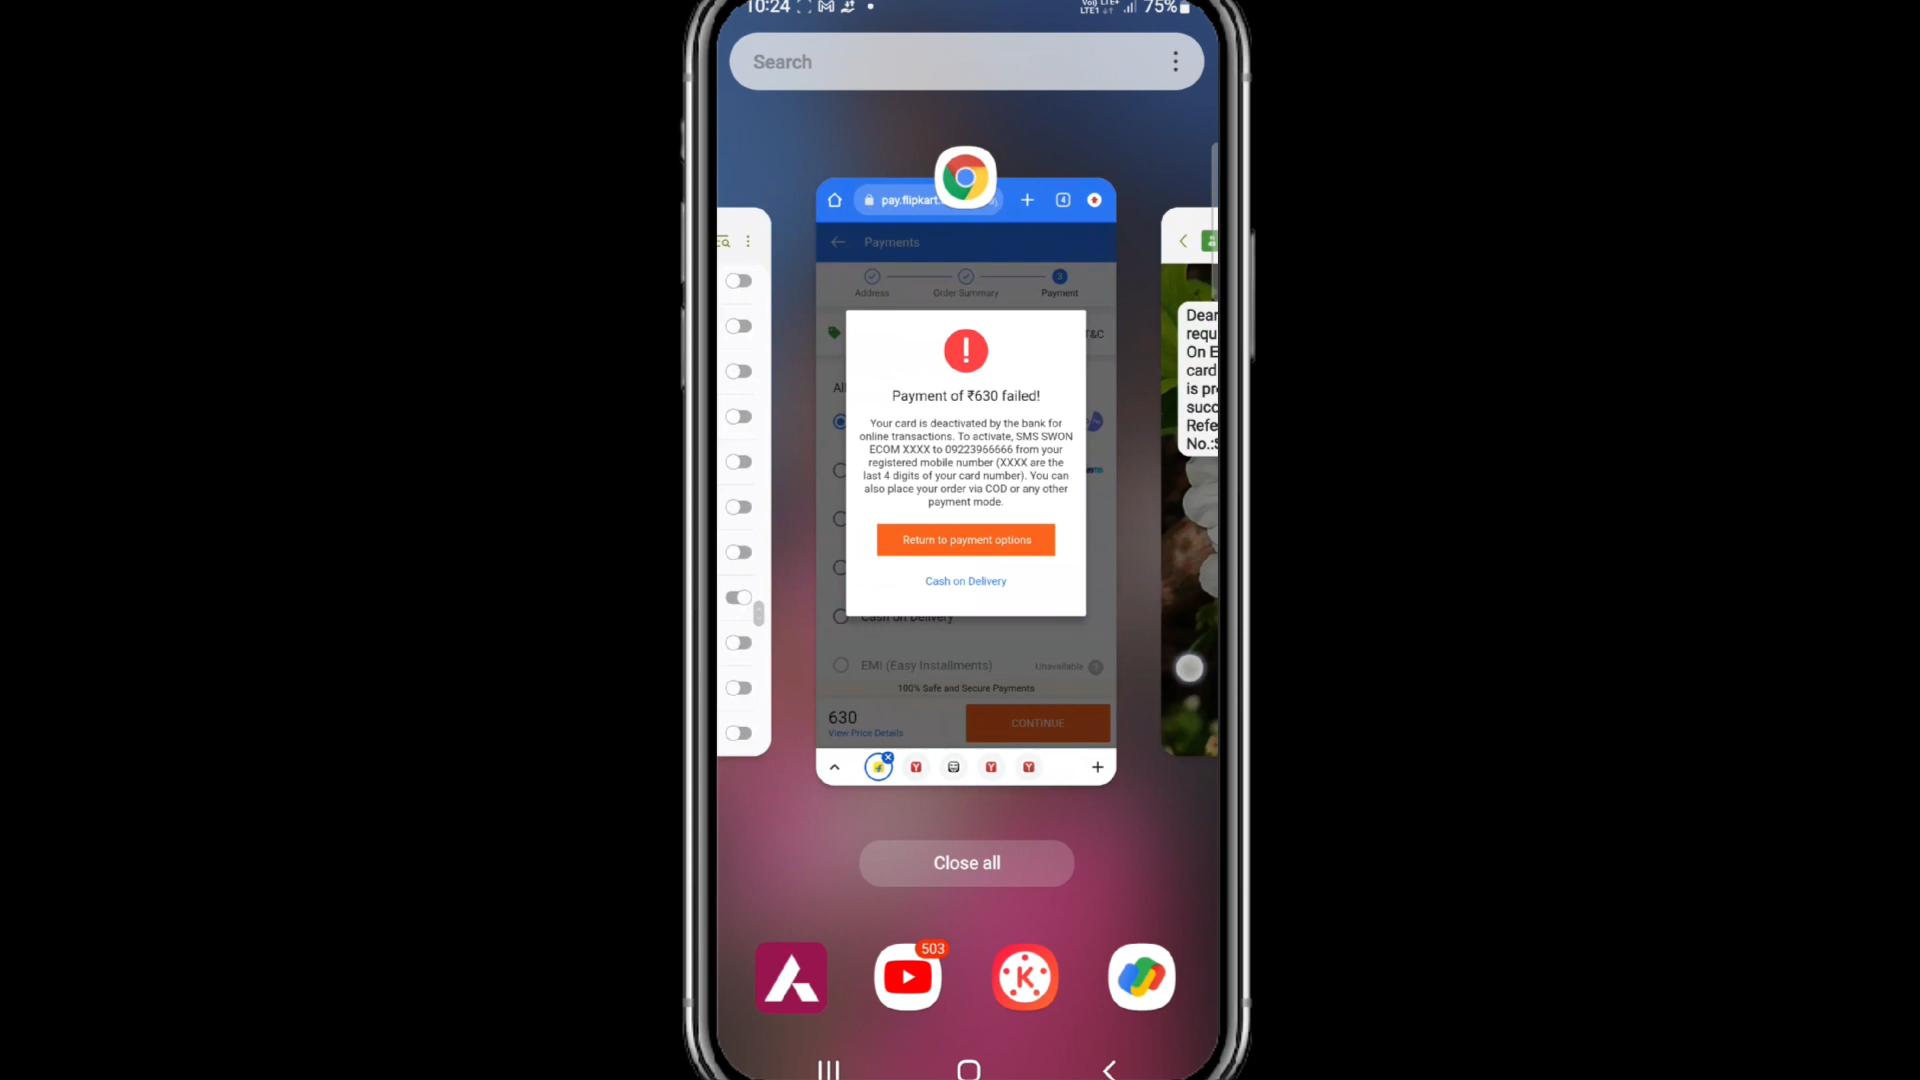 10:24
LTE1
75%
Search
pay.flipkart.
4
Payments
3
Address
Order Summary
Payment
T&C
All
Payment of ₹630 failed!
Your card is deactivated by the bank for
online transactions. To activate, SMS SWON
ECOM XXXX to 09223966666 from your
registered mobile number (XXXX are the
last 4 digits of your card number). You can
also place your order via COD or any other
payment mode.
Return to payment options
Cash on Delivery
Cash on Delivery
EMI (Easy Installments)
Unavailable ?
100% Safe and Secure Payments
630
View Price Details
CONTINUE
Dear
requ
On E
card
is pr
succ
Refe
No.:S
Close all
503
K